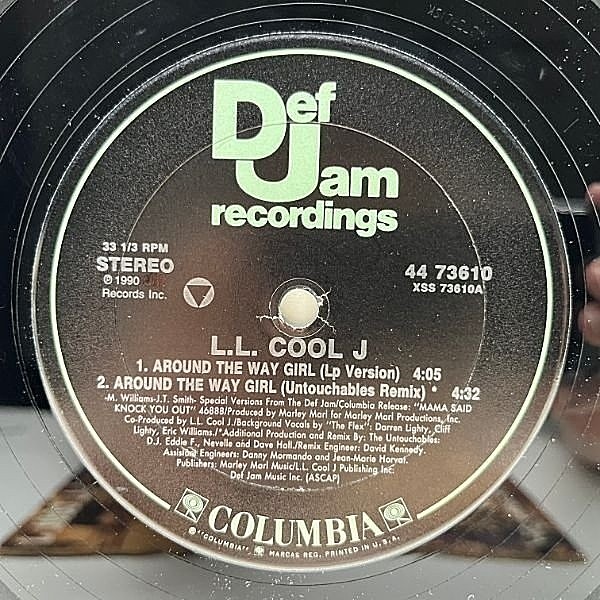 Def
Jam
recordings
33 1/3 RPM
STEREO
℗ 1990
Records Inc.
44 73610
XSS 73610A
L.L. COOL J
1. AROUND THE WAY GIRL (Lp Version) 4:05
2. AROUND THE WAY GIRL (Untouchables Remix) * 4:32
-M. Williams-J.T. Smith- Special Versions From The Def Jam/Columbia Release: "MAMA SAID
KNOCK YOU OUT" 46888/Produced by Marley Marl for Marley Marl Productions, Inc.
Co-Produced by L.L. Cool J./Background Vocals by "The Flex": Darren Lighty, Cliff
Lighty, Eric Williams./*Additional Production and Remix By: The Untouchables:
D.J. Eddie F., Nevelle and Dave Hall./Remix Engineer: David Kennedy.
Assistant Engineers: Danny Mormando and Jean-Marie Horvat.
Publishers: Marley Marl Music/L.L. Cool J Publishing Inc.
Def Jam Music Inc. (ASCAP)
COLUMBIA
"COLUMBIA", MARCAS REG. PRINTED IN U.S.A.